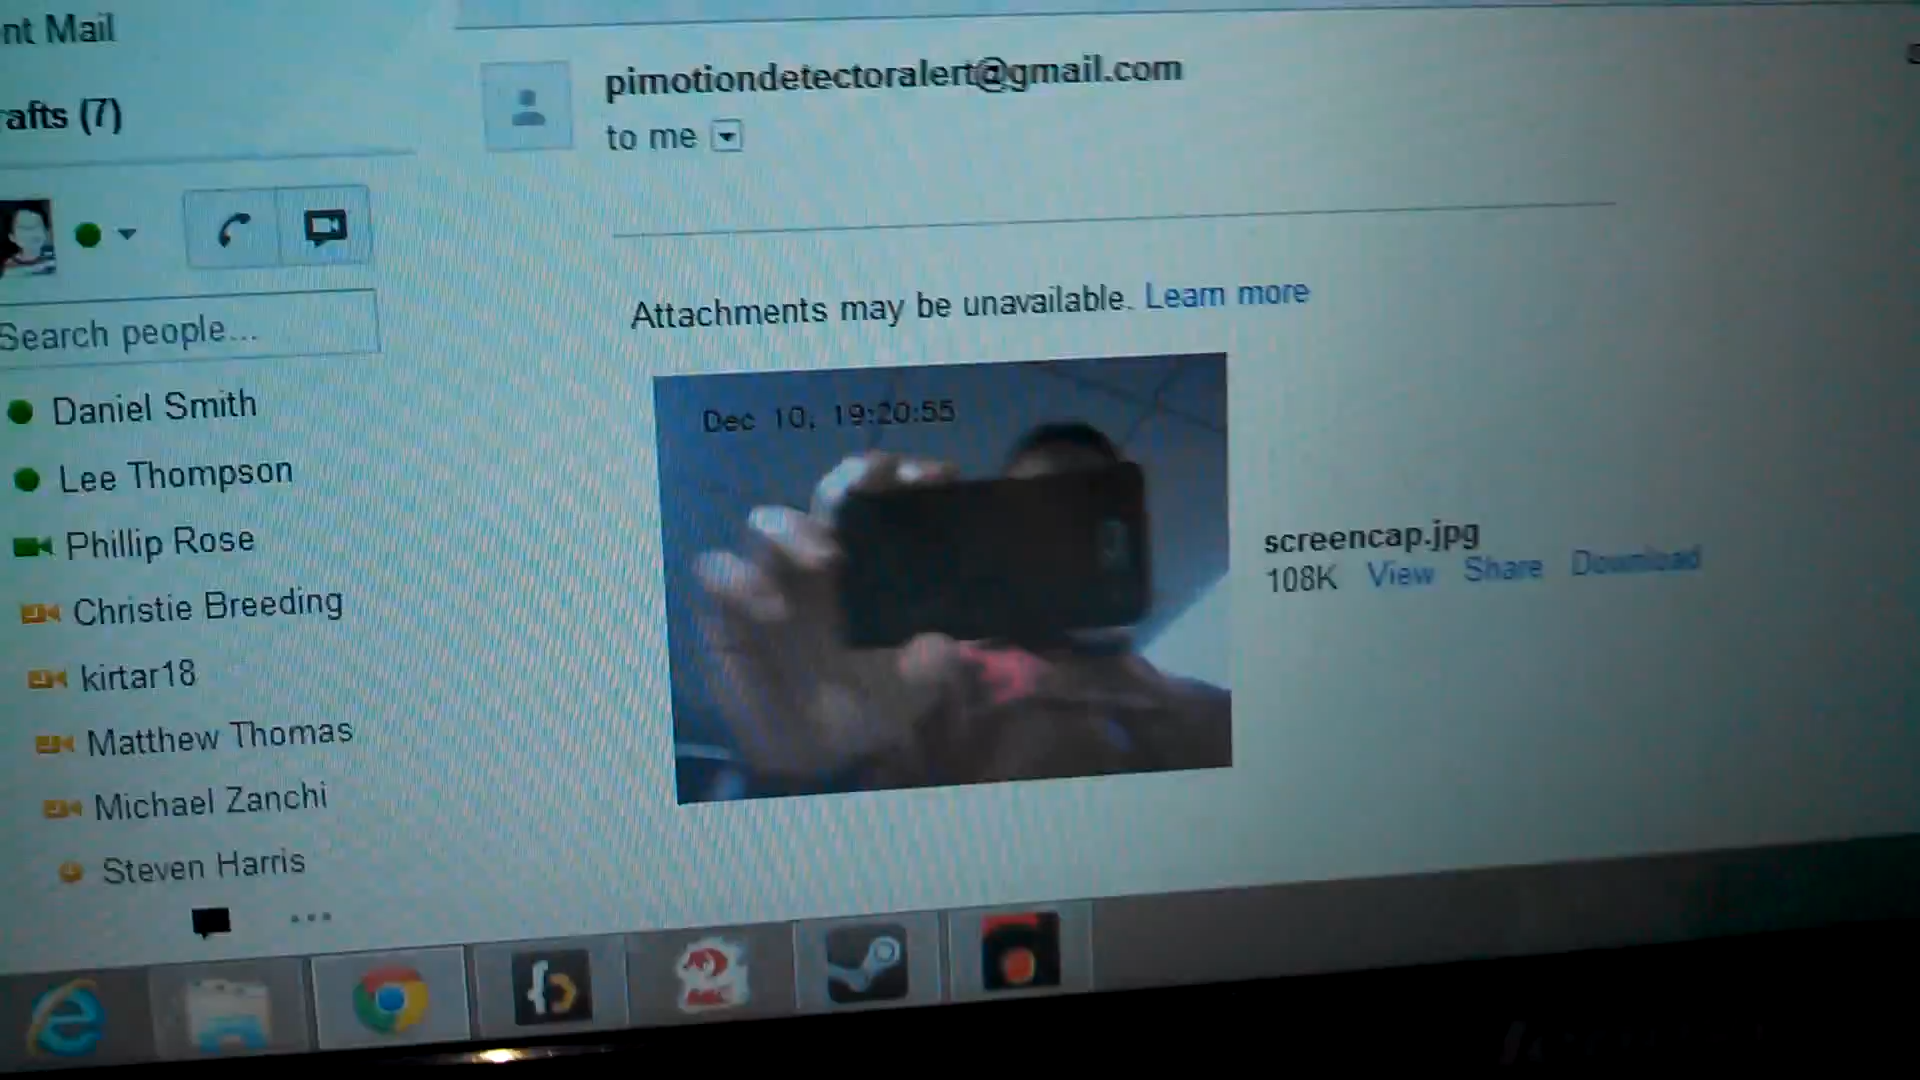 nt Mail
rafts (7)
Search people...
Daniel Smith
Lee Thompson
Phillip Rose
Christie Breeding
kirtar18
Matthew Thomas
Michael Zanchi
Steven Harris
pimotiondetectoralert@gmail.com
to me
Attachments may be unavailable. Learn more
Dec 10, 19:20:55
screencap.jpg
108K View Share Download